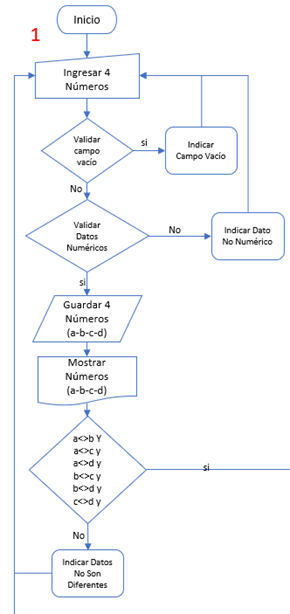 Inicio
1
Ingresar 4
Números
Validar
campo
vacío
si
Indicar
Campo Vacío
No
Validar
Datos
Numéricos
No
Indicar Dato
No Numérico
si
Guardar 4
Números
(a-b-c-d)
Mostrar
Números
(a-b-c-d)
a<>b Y
a<>c y
a<>d y
b<>c y
b<>d y
c<>d y
si
No
Indicar Datos
No Son
Diferentes